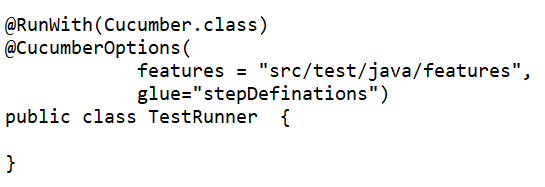 @RunWith(Cucumber.class)
@CucumberOptions(
features = "src/test/java/features",
glue="stepDefinations")
public class TestRunner  {
}